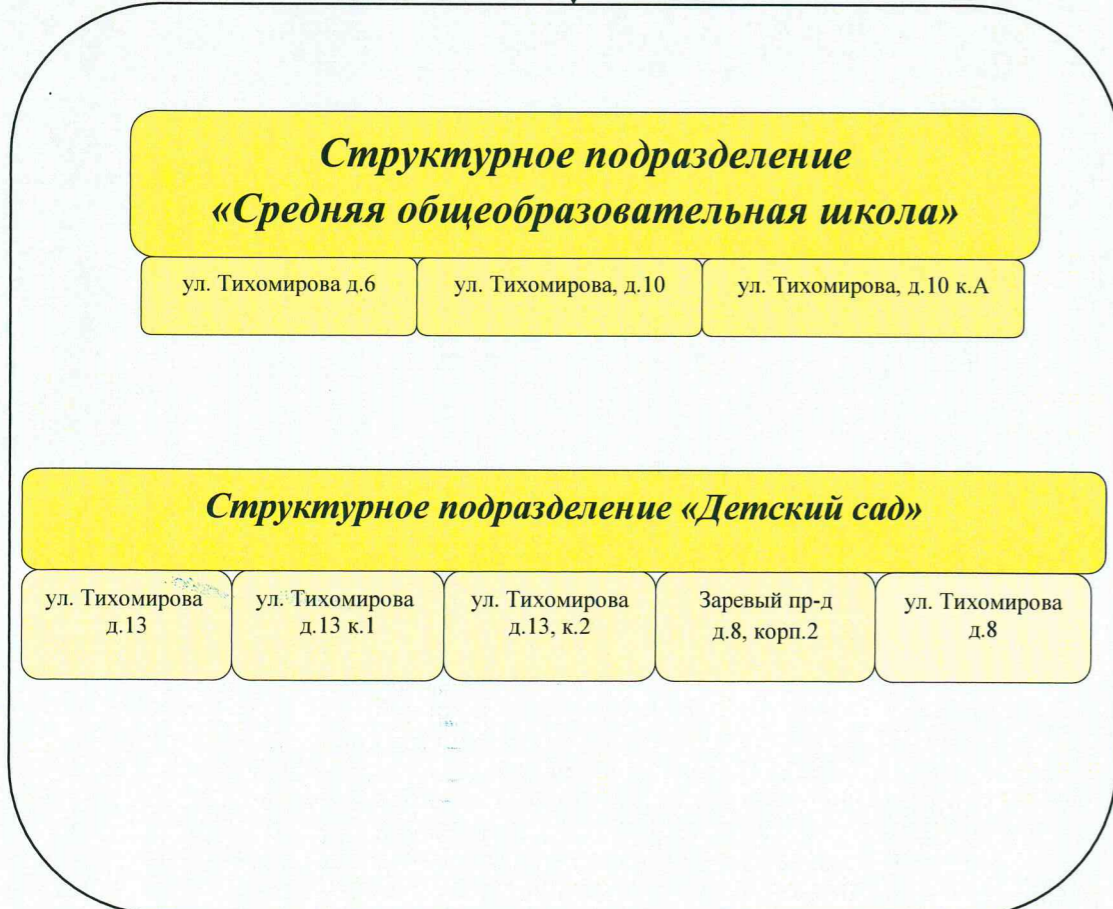 Структурное подразделение
«Средняя общеобразовательная школа»
ул. Тихомирова д.6
ул. Тихомирова, д.10
ул. Тихомирова, д.10 к.А
Структурное подразделение «Детский сад»
ул. Тихомирова
д.13
ул. Тихомирова
д.13 к.1
ул. Тихомирова
д.13, к.2
Заревый пр-д
д.8, корп.2
ул. Тихомирова
д.8